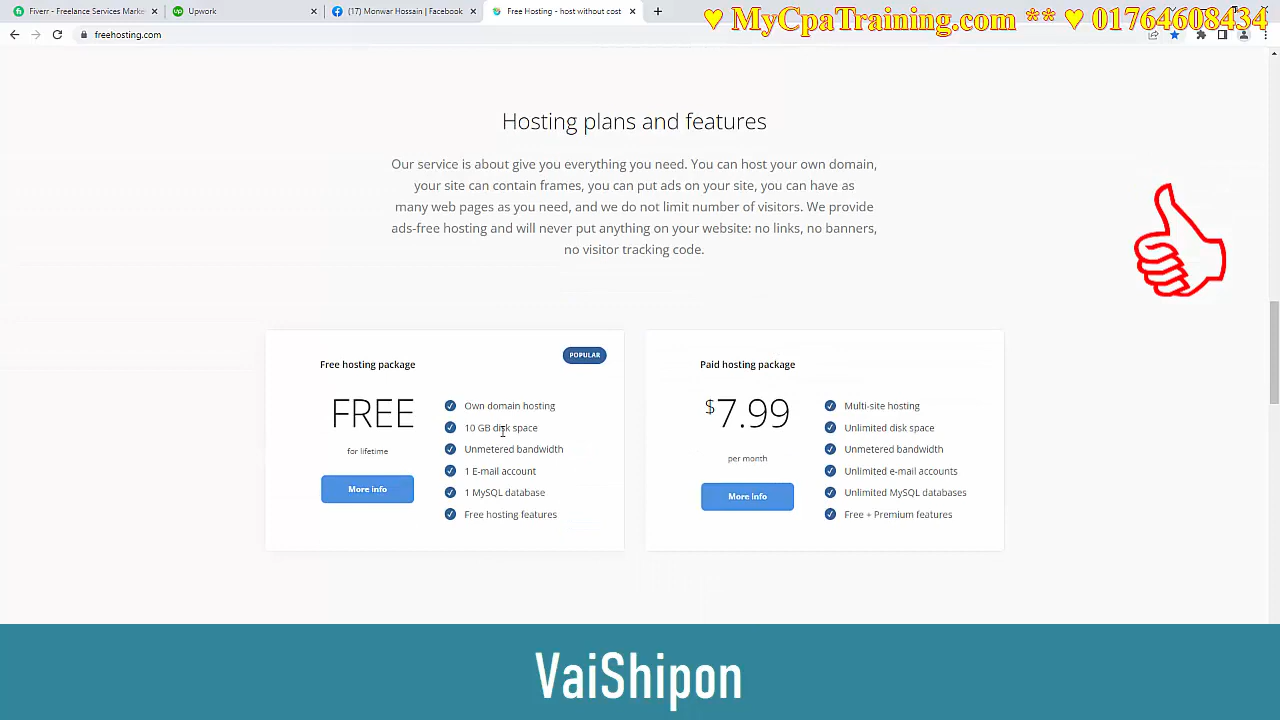 Fiverr - Freelance Services Marke
Upwork
(17) Monwar Hossain | Facebook
Free Hosting - host without cost
♥ MyCpaTraining.com ** ♥ 01764608434
freehosting.com
Hosting plans and features
Our service is about give you everything you need. You can host your own domain,
your site can contain frames, you can put ads on your site, you can have as
many web pages as you need, and we do not limit number of visitors. We provide
ads-free hosting and will never put anything on your website: no links, no banners,
no visitor tracking code.
POPULAR
Free hosting package
FREE
for lifetime
More info
Own domain hosting
10 GB disk space
Unmetered bandwidth
1 E-mail account
1 MySQL database
Free hosting features
Paid hosting package
$7.99
per month
More info
Multi-site hosting
Unlimited disk space
Unmetered bandwidth
Unlimited e-mail accounts
Unlimited MySQL databases
Free + Premium features
VaiShipon